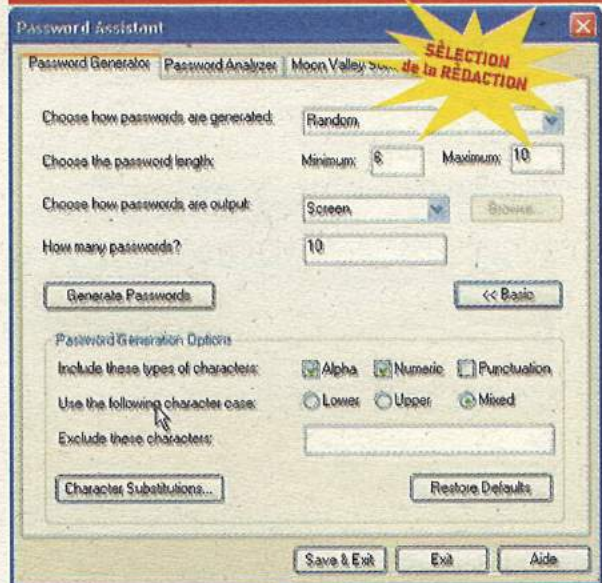 Password Assistant
SÉLECTION
de la RÉDACTION
Password Generator Password Analyzer Moon Valley
Choose how passwords are generated: Random
Choose the password length: Minimum: 6 Maximum: 10
Choose how passwords are output: Screen Browse...
How many passwords? 10
Generate Passwords << Basic
Password Generation Options
Include these types of characters: Alpha Numeric Punctuation
Use the following character case: Lower Upper Mixed
Exclude these characters:
Character Substitutions... Restore Defaults
Save & Exit Exit Aide